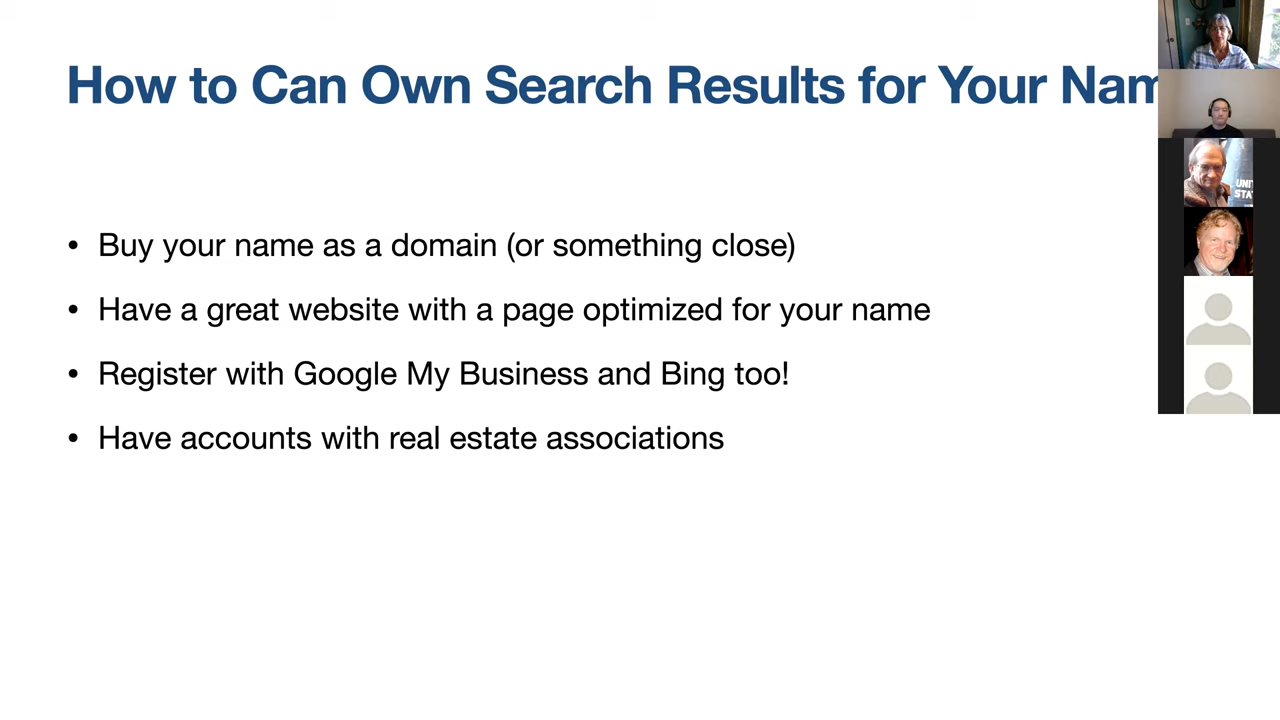 How to Can Own Search Results for Your Nam
• Buy your name as a domain (or something close)
• Have a great website with a page optimized for your name
• Register with Google My Business and Bing too!
• Have accounts with real estate associations
UNI
STA